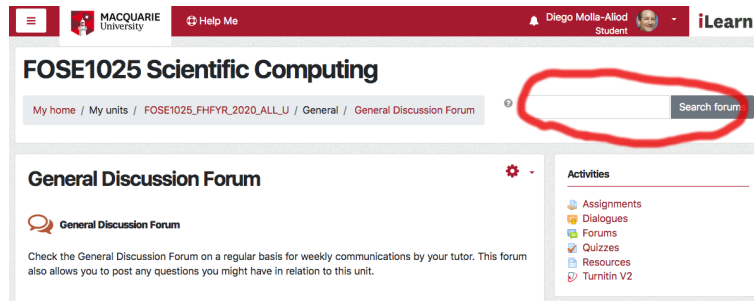 MACQUARIE
University
Help Me
Diego Molla-Aliod
Student
iLearn
FOSE1025 Scientific Computing
My home / My units / FOSE1025_FHFYR_2020_ALL_U / General / General Discussion Forum
?
Search forums
General Discussion Forum
General Discussion Forum
Check the General Discussion Forum on a regular basis for weekly communications by your tutor. This forum
also allows you to post any questions you might have in relation to this unit.
Activities
Assignments
Dialogues
Forums
Quizzes
Resources
Turnitin V2